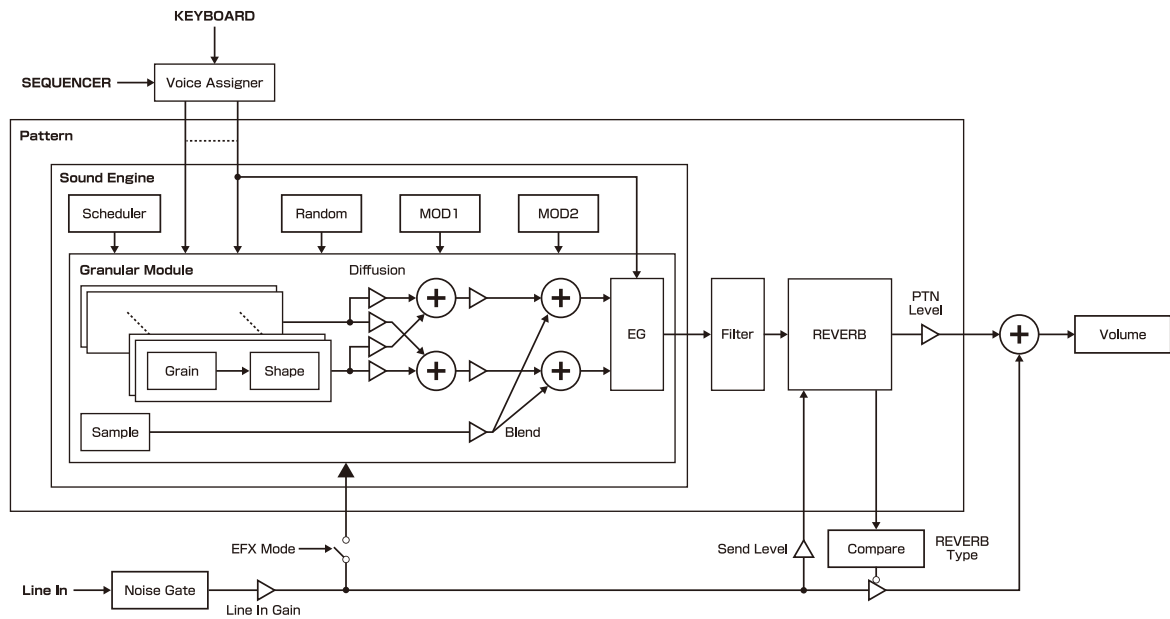 KEYBOARD
SEQUENCER
Voice Assigner
Pattern
Sound Engine
Scheduler
Random
MOD1
MOD2
Granular Module
Diffusion
Grain
Shape
Sample
Blend
EG
Filter
REVERB
PTN
Level
Volume
EFX Mode
Send Level
Compare
REVERB
Type
Line In
Noise Gate
Line In Gain